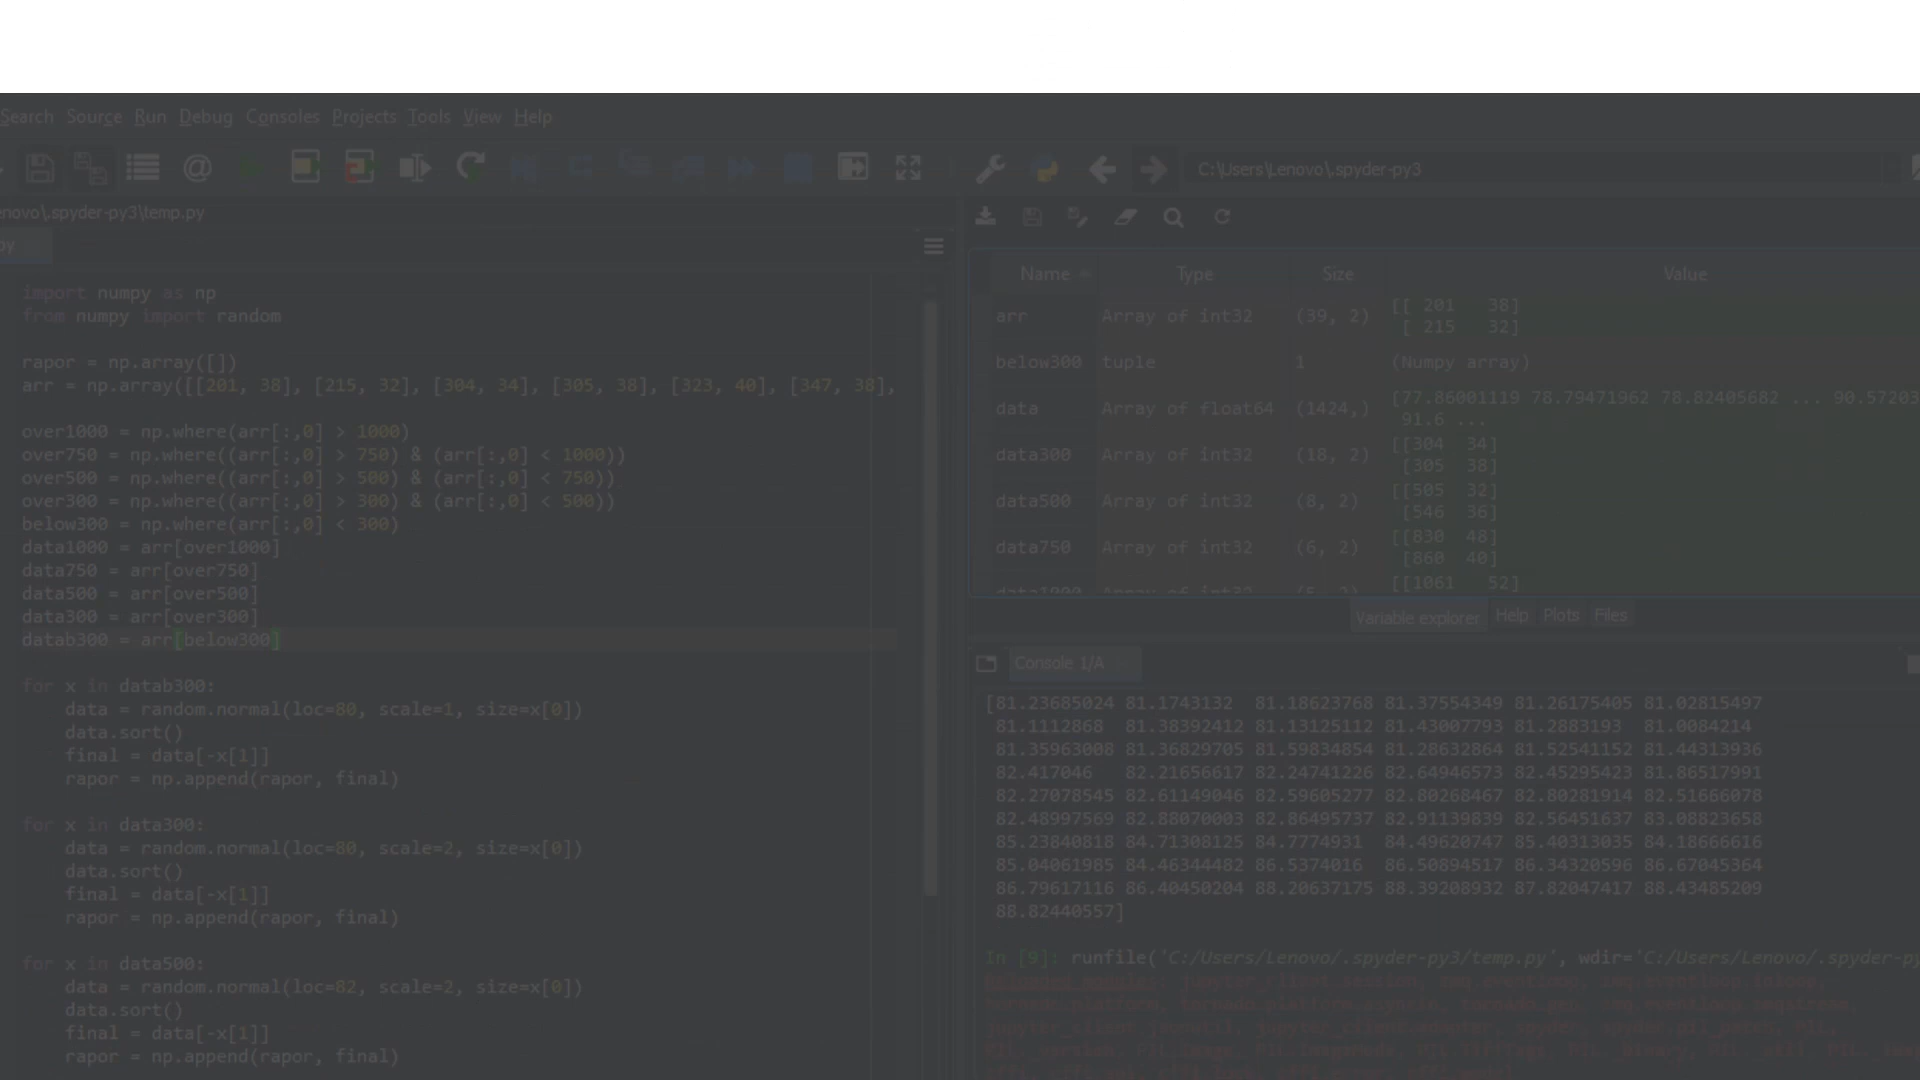 Search Source Run Debug Consoles Projects Tools View Help
C:\Users\Lenovo\.spyder-py3
enovo\.spyder-py3\temp.py
py
import numpy as np
from numpy import random
rapor = np.array([])
arr = np.array([[201, 38], [215, 32], [304, 34], [305, 38], [323, 40], [347, 38],
over1000 = np.where(arr[:,0] > 1000)
over750 = np.where((arr[:,0] > 750) & (arr[:,0] < 1000))
over500 = np.where((arr[:,0] > 500) & (arr[:,0] < 750))
over300 = np.where((arr[:,0] > 300) & (arr[:,0] < 500))
below300 = np.where(arr[:,0] < 300)
data1000 = arr[over1000]
data750 = arr[over750]
data500 = arr[over500]
data300 = arr[over300]
datab300 = arr[below300]
for x in datab300:
data = random.normal(loc=80, scale=1, size=x[0])
data.sort()
final = data[-x[1]]
rapor = np.append(rapor, final)
for x in data300:
data = random.normal(loc=80, scale=2, size=x[0])
data.sort()
final = data[-x[1]]
rapor = np.append(rapor, final)
for x in data500:
data = random.normal(loc=82, scale=2, size=x[0])
data.sort()
final = data[-x[1]]
rapor = np.append(rapor, final)
Name Type Size Value
arr Array of int32 (39, 2) [[ 201 38]
[ 215 32]
below300 tuple 1 (Numpy array)
data Array of float64 (1424,) [77.86001119 78.79471962 78.82405682 ... 90.57203
91.6 ...
data300 Array of int32 (18, 2) [[304 34]
[305 38]
data500 Array of int32 (8, 2) [[505 32]
[546 36]
data750 Array of int32 (6, 2) [[830 48]
[860 40]
data1000 Array of int32 (5, 2) [[1061 52]
Variable explorer Help Plots Files
Console 1/A
[81.23685024 81.1743132 81.18623768 81.37554349 81.26175405 81.02815497
81.1112868 81.38392412 81.13125112 81.43007793 81.2883193 81.0084214
81.35963008 81.36829705 81.59834854 81.28632864 81.52541152 81.44313936
82.417046 82.21656617 82.24741226 82.64946573 82.45295423 81.86517991
82.27078545 82.61149046 82.59605277 82.80268467 82.80281914 82.51666078
82.48997569 82.88070003 82.86495737 82.91139839 82.56451637 83.08823658
85.23840818 84.71308125 84.7774931 84.49620747 85.40313035 84.18666616
85.04061985 84.46344482 86.5374016 86.50894517 86.34320596 86.67045364
86.79617116 86.40450204 88.20637175 88.39208932 87.82047417 88.43485209
88.82440557]
In [9]: runfile('C:/Users/Lenovo/.spyder-py3/temp.py', wdir='C:/Users/Lenovo/.spyder-py